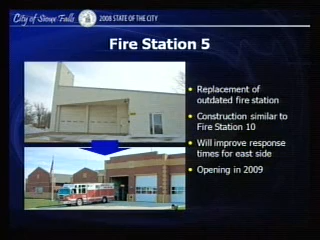 City of Sioux Falls 2008 STATE OF THE CITY
Fire Station 5
• Replacement of
outdated fire station
• Construction similar to
Fire Station 10
• Will improve response
times for east side
• Opening in 2009